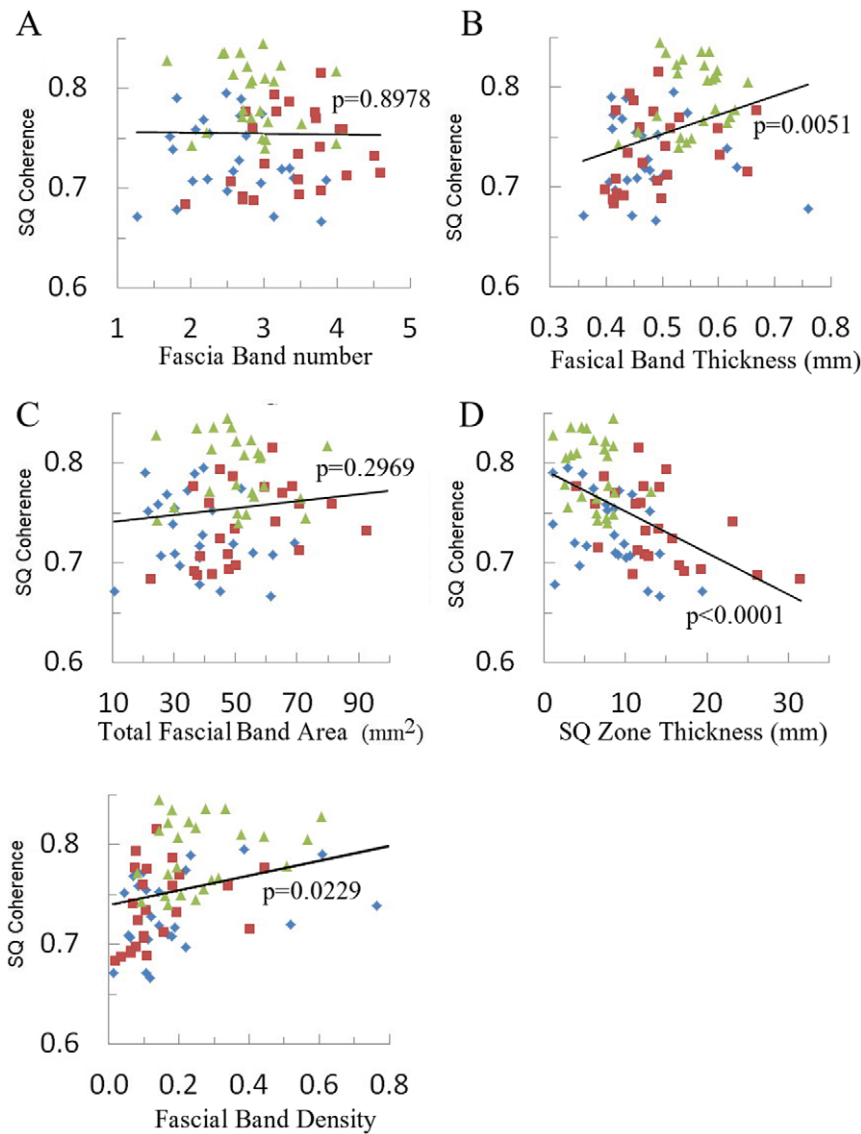 A
SQ Coherence
0.8
0.7
0.6
p=0.8978
1 2 3 4 5
Fascia Band number
B
SQ Coherence
0.8
0.7
0.6
p=0.0051
0.3 0.4 0.5 0.6 0.7 0.8
Fasical Band Thickness (mm)
C
SQ Coherence
0.8
0.7
0.6
p=0.2969
10 30 50 70 90
Total Fascial Band Area (mm²)
D
SQ Coherence
0.8
0.7
0.6
p<0.0001
0 10 20 30
SQ Zone Thickness (mm)
SQ Coherence
0.8
0.7
0.6
p=0.0229
0.0 0.2 0.4 0.6 0.8
Fascial Band Density